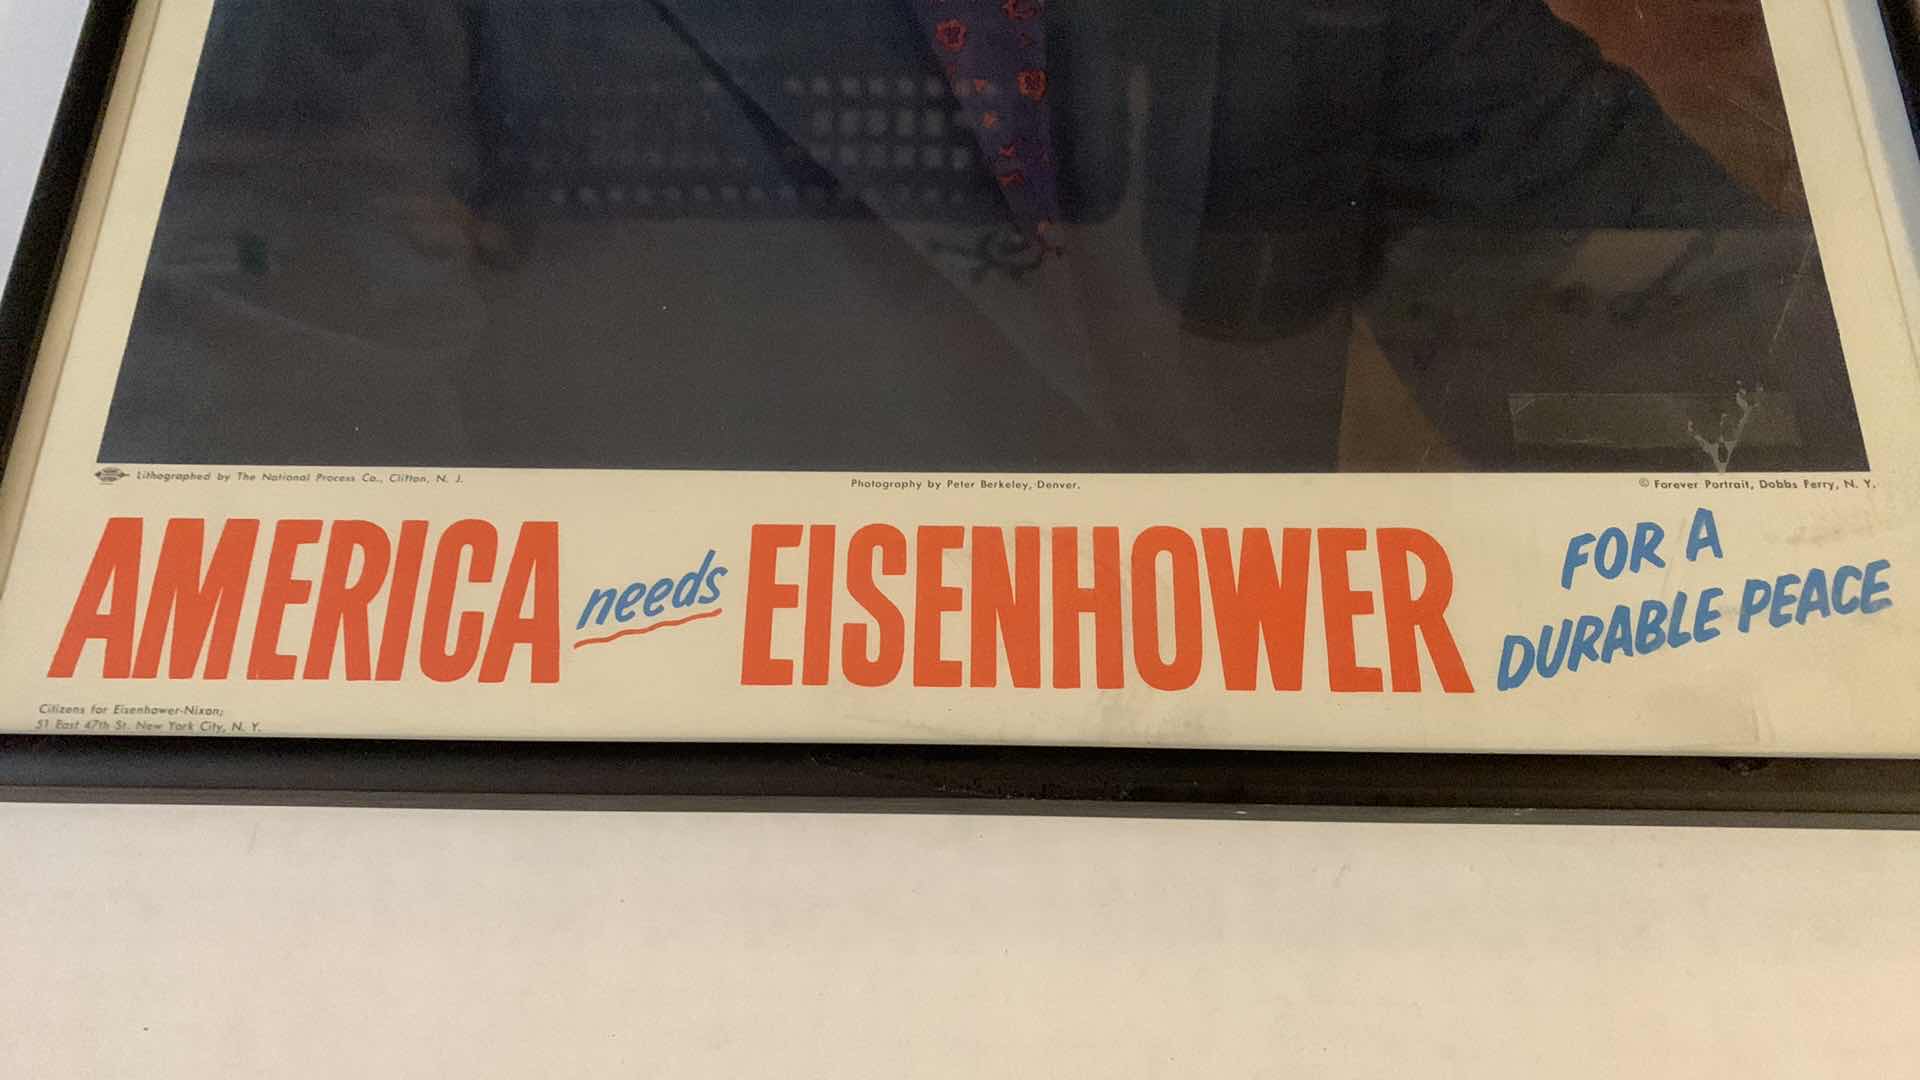 Lithographed by The National Process Co., Clifton, N. J.
Photography by Peter Berkeley, Denver.
© Forever Portrait, Dobbs Ferry, N. Y.
AMERICA needs EISENHOWER
FOR A
DURABLE PEACE
Citizens for Eisenhower-Nixon;
51 East 47th St. New York City, N. Y.